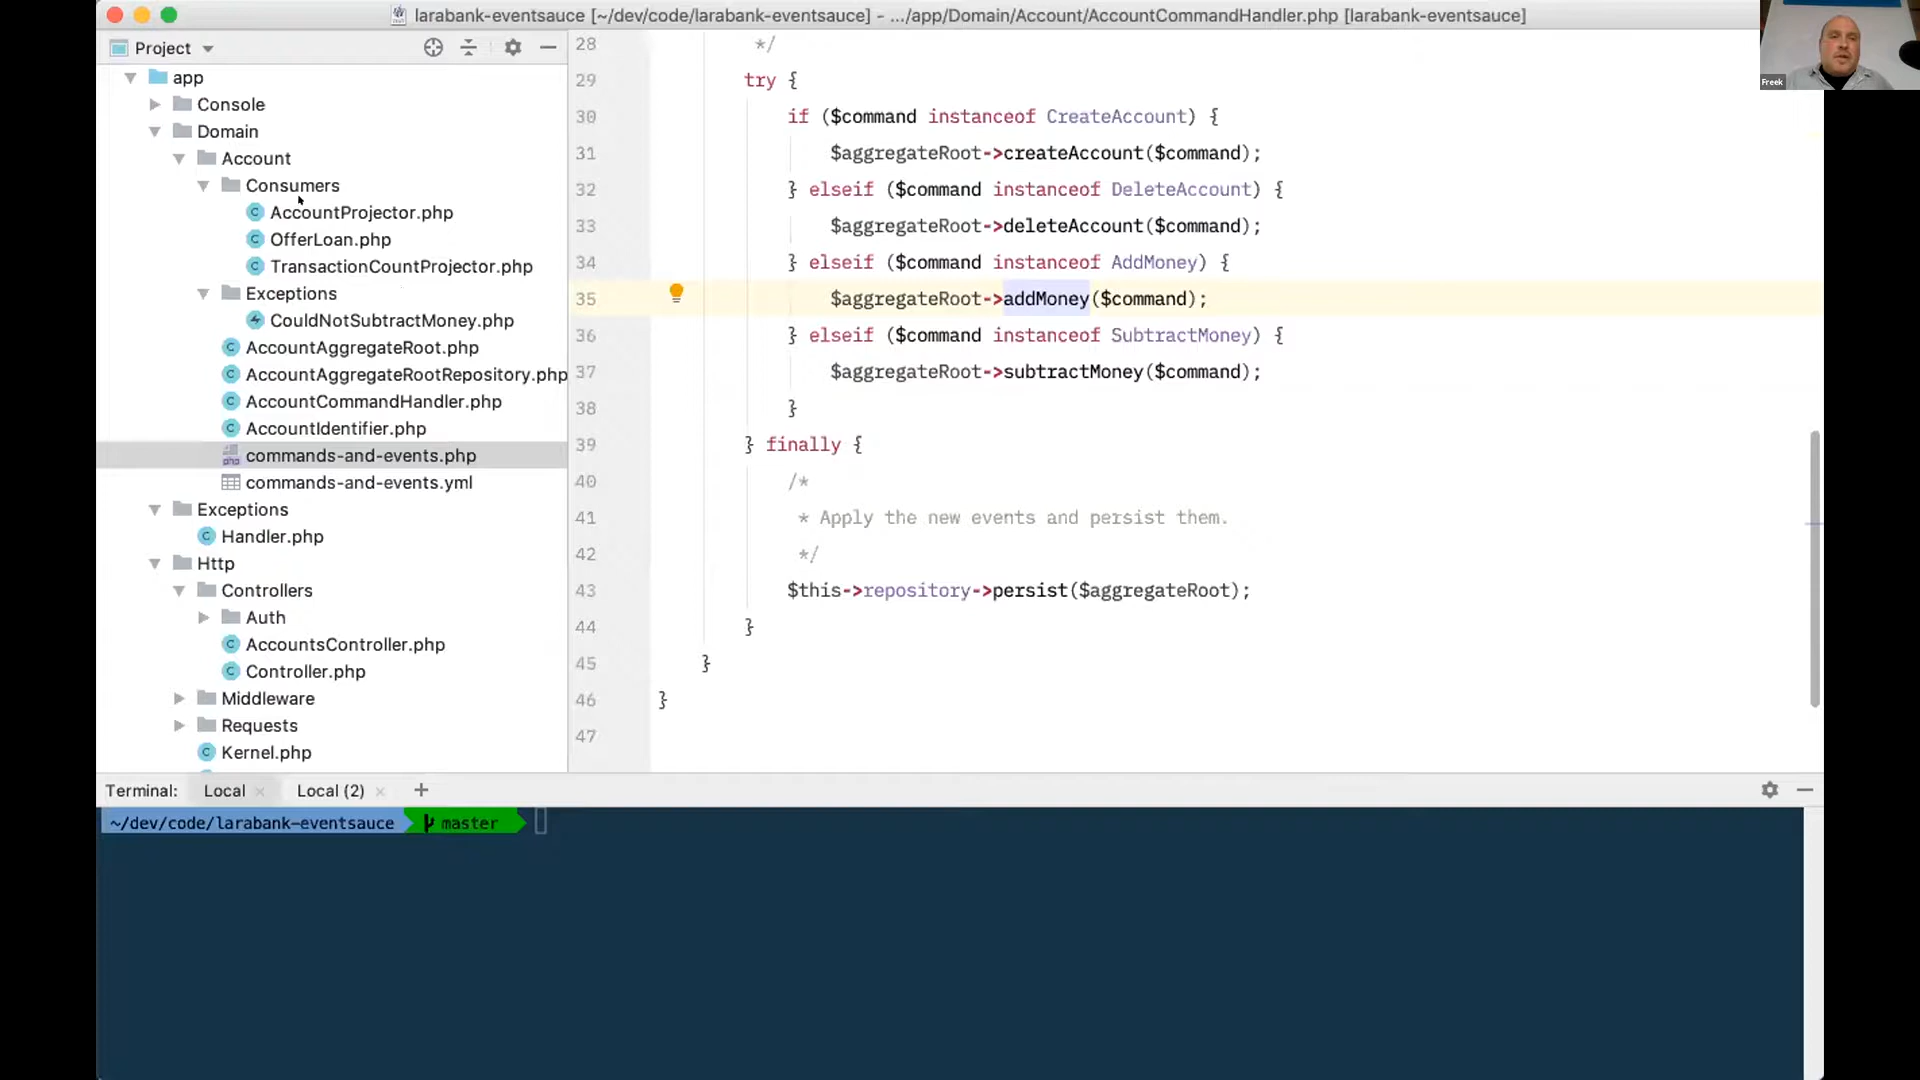 larabank-eventsauce [~/dev/code/larabank-eventsauce] - .../app/Domain/Account/AccountCommandHandler.php [larabank-eventsauce]
Freek
Project
app
Console
Domain
Account
Consumers
AccountProjector.php
OfferLoan.php
TransactionCountProjector.php
Exceptions
CouldNotSubtractMoney.php
AccountAggregateRoot.php
AccountAggregateRootRepository.php
AccountCommandHandler.php
AccountIdentifier.php
commands-and-events.php
commands-and-events.yml
Exceptions
Handler.php
Http
Controllers
Auth
AccountsController.php
Controller.php
Middleware
Requests
Kernel.php
28 */
29 try {
30 if ($command instanceof CreateAccount) {
31 $aggregateRoot->createAccount($command);
32 } elseif ($command instanceof DeleteAccount) {
33 $aggregateRoot->deleteAccount($command);
34 } elseif ($command instanceof AddMoney) {
35 $aggregateRoot->addMoney($command);
36 } elseif ($command instanceof SubtractMoney) {
37 $aggregateRoot->subtractMoney($command);
38 }
39 } finally {
40 /*
41 * Apply the new events and persist them.
42 */
43 $this->repository->persist($aggregateRoot);
44 }
45 }
46 }
47
Terminal: Local × Local (2) × +
~/dev/code/larabank-eventsauce master